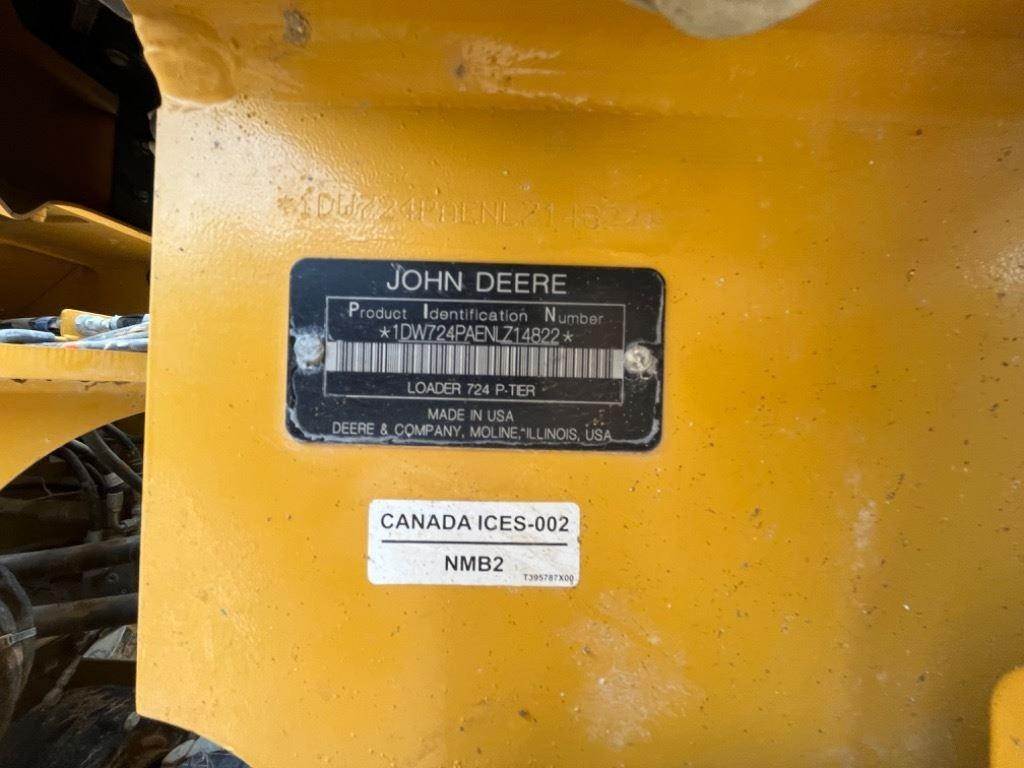 *1DW724PAENLZ14822*
JOHN DEERE
Product Identification Number
*1DW724PAENLZ14822*
LOADER 724 P-TIER
MADE IN USA
DEERE & COMPANY, MOLINE, ILLINOIS, USA
CANADA ICES-002
NMB2
T395787X00